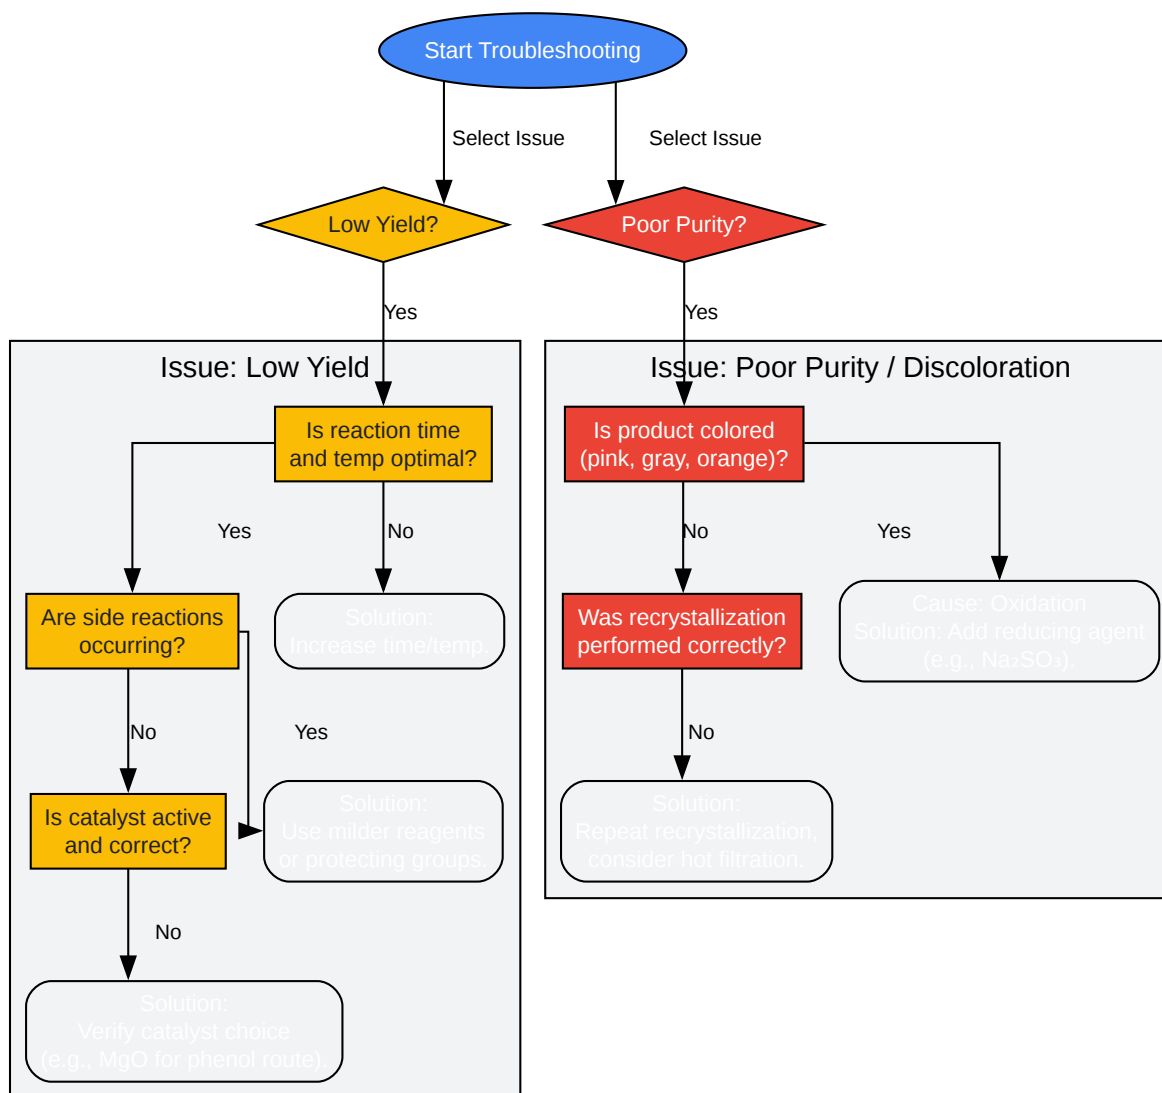 Start Troubleshooting
Select Issue
Select Issue
Low Yield?
Poor Purity?
Yes
Yes
Issue: Low Yield
Issue: Poor Purity / Discoloration
Is reaction time
and temp optimal?
Is product colored
(pink, gray, orange)?
Yes
No
No
Yes
Are side reactions
occurring?
Solution:
Increase time/temp.
Was recrystallization
performed correctly?
Cause: Oxidation
Solution: Add reducing agent
(e.g., Na₂SO₃).
No
Yes
No
Is catalyst active
and correct?
Solution:
Use milder reagents
or protecting groups.
Solution:
Repeat recrystallization,
consider hot filtration.
No
Solution:
Verify catalyst choice
(e.g., MgO for phenol route).